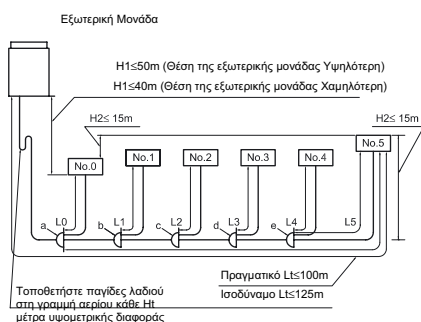 Εξωτερική Μονάδα
H1≤50m (Θέση της εξωτερικής μονάδας Υψηλότερη)
H1≤40m (Θέση της εξωτερικής μονάδας Χαμηλότερη)
H2≤ 15m
H2≤ 15m
No.0
No.1
No.2
No.3
No.4
No.5
a
L0
b
L1
c
L2
d
L3
e
L4
L5
Πραγματικό Lt≤100m
Ισοδύναμο Lt≤125m
Τοποθετήστε παγίδες λαδιού
στη γραμμή αερίου κάθε Ht
μέτρα υψομετρικής διαφοράς